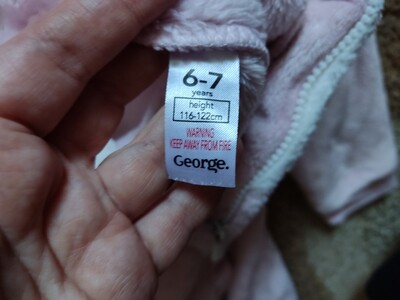 6-7
years
height
116-122cm
WARNING
KEEP AWAY FROM FIRE
George.